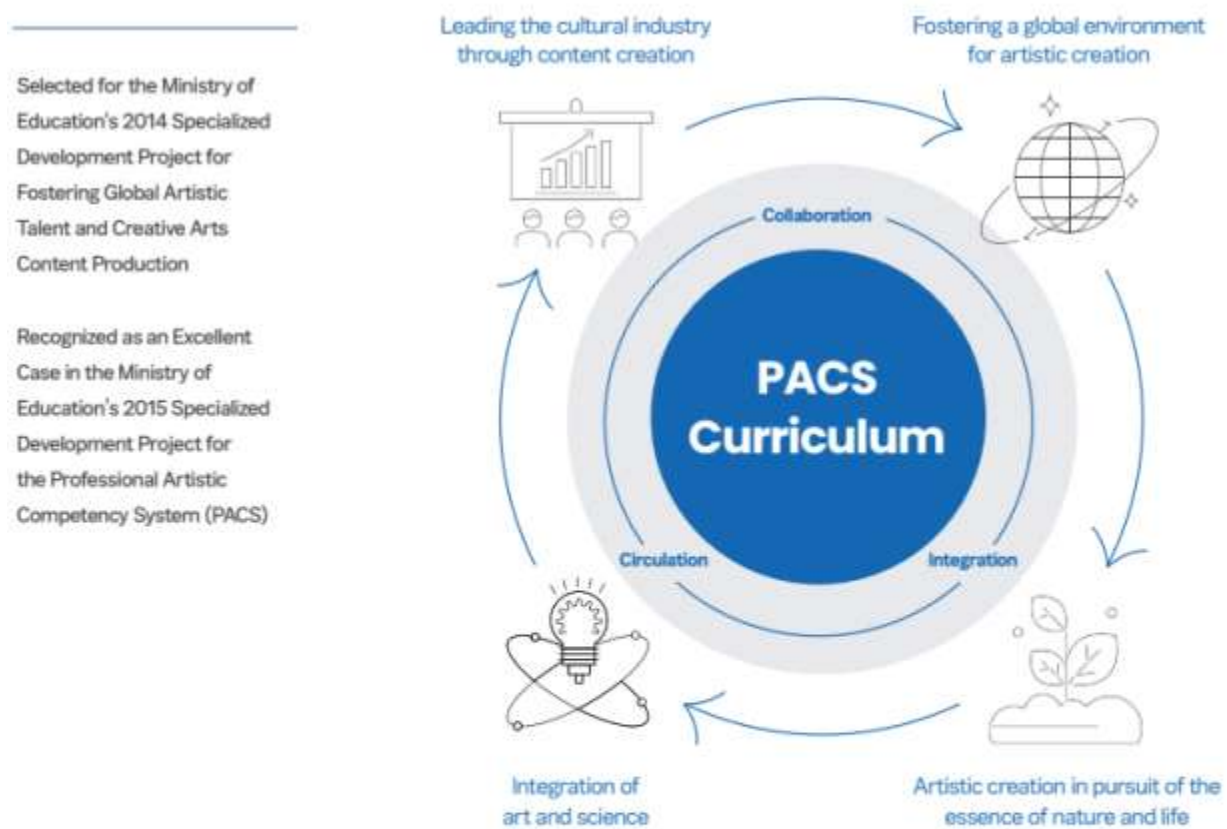 Selected for the Ministry of
Education's 2014 Specialized
Development Project for
Fostering Global Artistic
Talent and Creative Arts
Content Production
Recognized as an Excellent
Case in the Ministry of
Education's 2015 Specialized
Development Project for
the Professional Artistic
Competency System (PACS)
Leading the cultural industry
through content creation
Fostering a global environment
for artistic creation
Collaboration
PACS
Curriculum
Circulation
Integration
Integration of
art and science
Artistic creation in pursuit of the
essence of nature and life